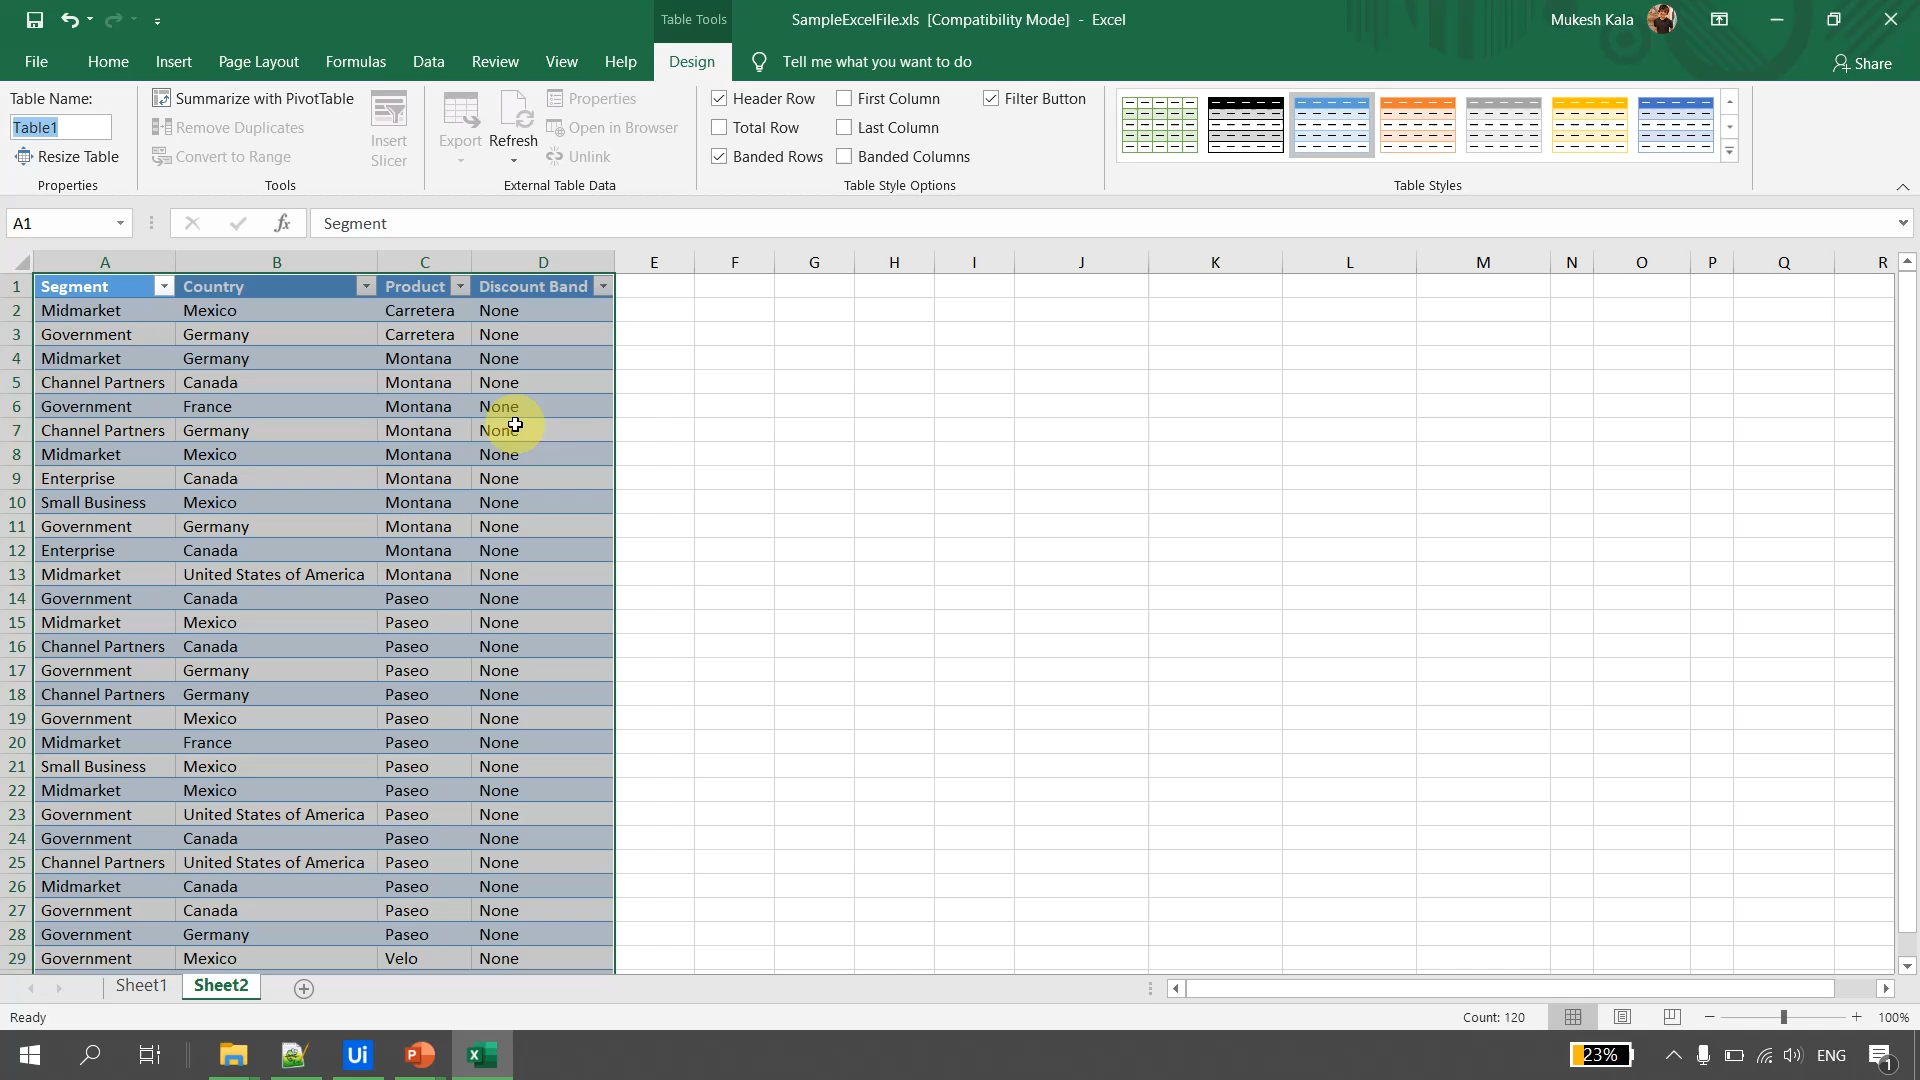 Table Tools
SampleExcelFile.xls [Compatibility Mode] - Excel
Mukesh Kala
File Home Insert Page Layout Formulas Data Review View Help Design Tell me what you want to do Share
Table Name:
Table1
Resize Table
Properties
Summarize with PivotTable
Remove Duplicates
Convert to Range
Insert
Slicer
Tools
Export
Refresh
Properties
Open in Browser
Unlink
External Table Data
Header Row
Total Row
Banded Rows
First Column
Last Column
Banded Columns
Filter Button
Table Style Options
Table Styles
A1 fx Segment
A B C D E F G H I J K L M N O P Q R
1 Segment Country Product Discount Band
2 Midmarket Mexico Carretera None
3 Government Germany Carretera None
4 Midmarket Germany Montana None
5 Channel Partners Canada Montana None
6 Government France Montana None
7 Channel Partners Germany Montana None
8 Midmarket Mexico Montana None
9 Enterprise Canada Montana None
10 Small Business Mexico Montana None
11 Government Germany Montana None
12 Enterprise Canada Montana None
13 Midmarket United States of America Montana None
14 Government Canada Paseo None
15 Midmarket Mexico Paseo None
16 Channel Partners Canada Paseo None
17 Government Germany Paseo None
18 Channel Partners Germany Paseo None
19 Government Mexico Paseo None
20 Midmarket France Paseo None
21 Small Business Mexico Paseo None
22 Midmarket Mexico Paseo None
23 Government United States of America Paseo None
24 Government Canada Paseo None
25 Channel Partners United States of America Paseo None
26 Midmarket Canada Paseo None
27 Government Canada Paseo None
28 Government Germany Paseo None
29 Government Mexico Velo None
Sheet1 Sheet2
Ready Count: 120 100%
Ui P X 23% ENG 1